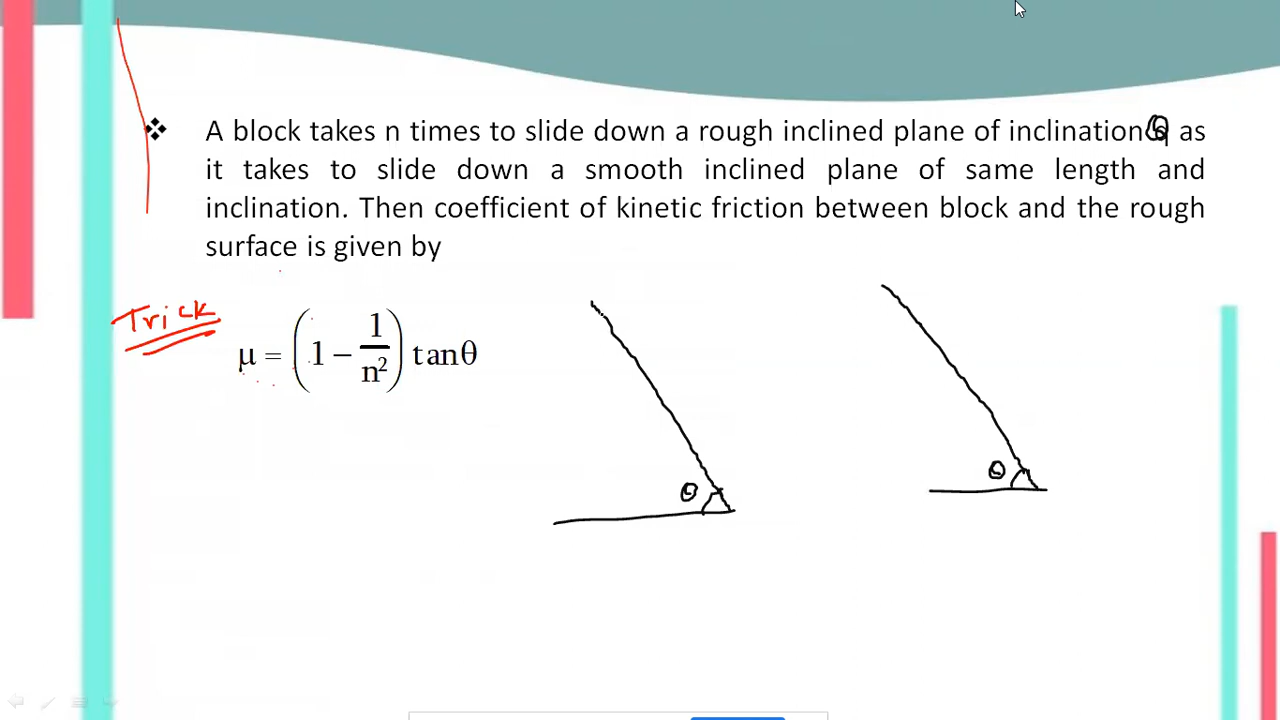 ❖ A block takes n times to slide down a rough inclined plane of inclination θ as
it takes to slide down a smooth inclined plane of same length and
inclination. Then coefficient of kinetic friction between block and the rough
surface is given by
Trick
μ = (1 − 1/n²) tanθ
θ
θ